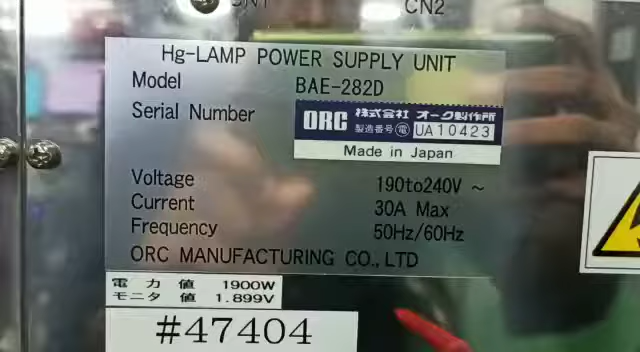 CN1
CN2
Hg-LAMP POWER SUPPLY UNIT
Model BAE-282D
Serial Number
ORC 株式会社 オーク製作所
製造番号 電 UA10423
Made in Japan
Voltage 190to240V ~
Current 30A Max
Frequency 50Hz/60Hz
ORC MANUFACTURING CO.,LTD
電力値 1900W
モニタ値 1.899V
#47404